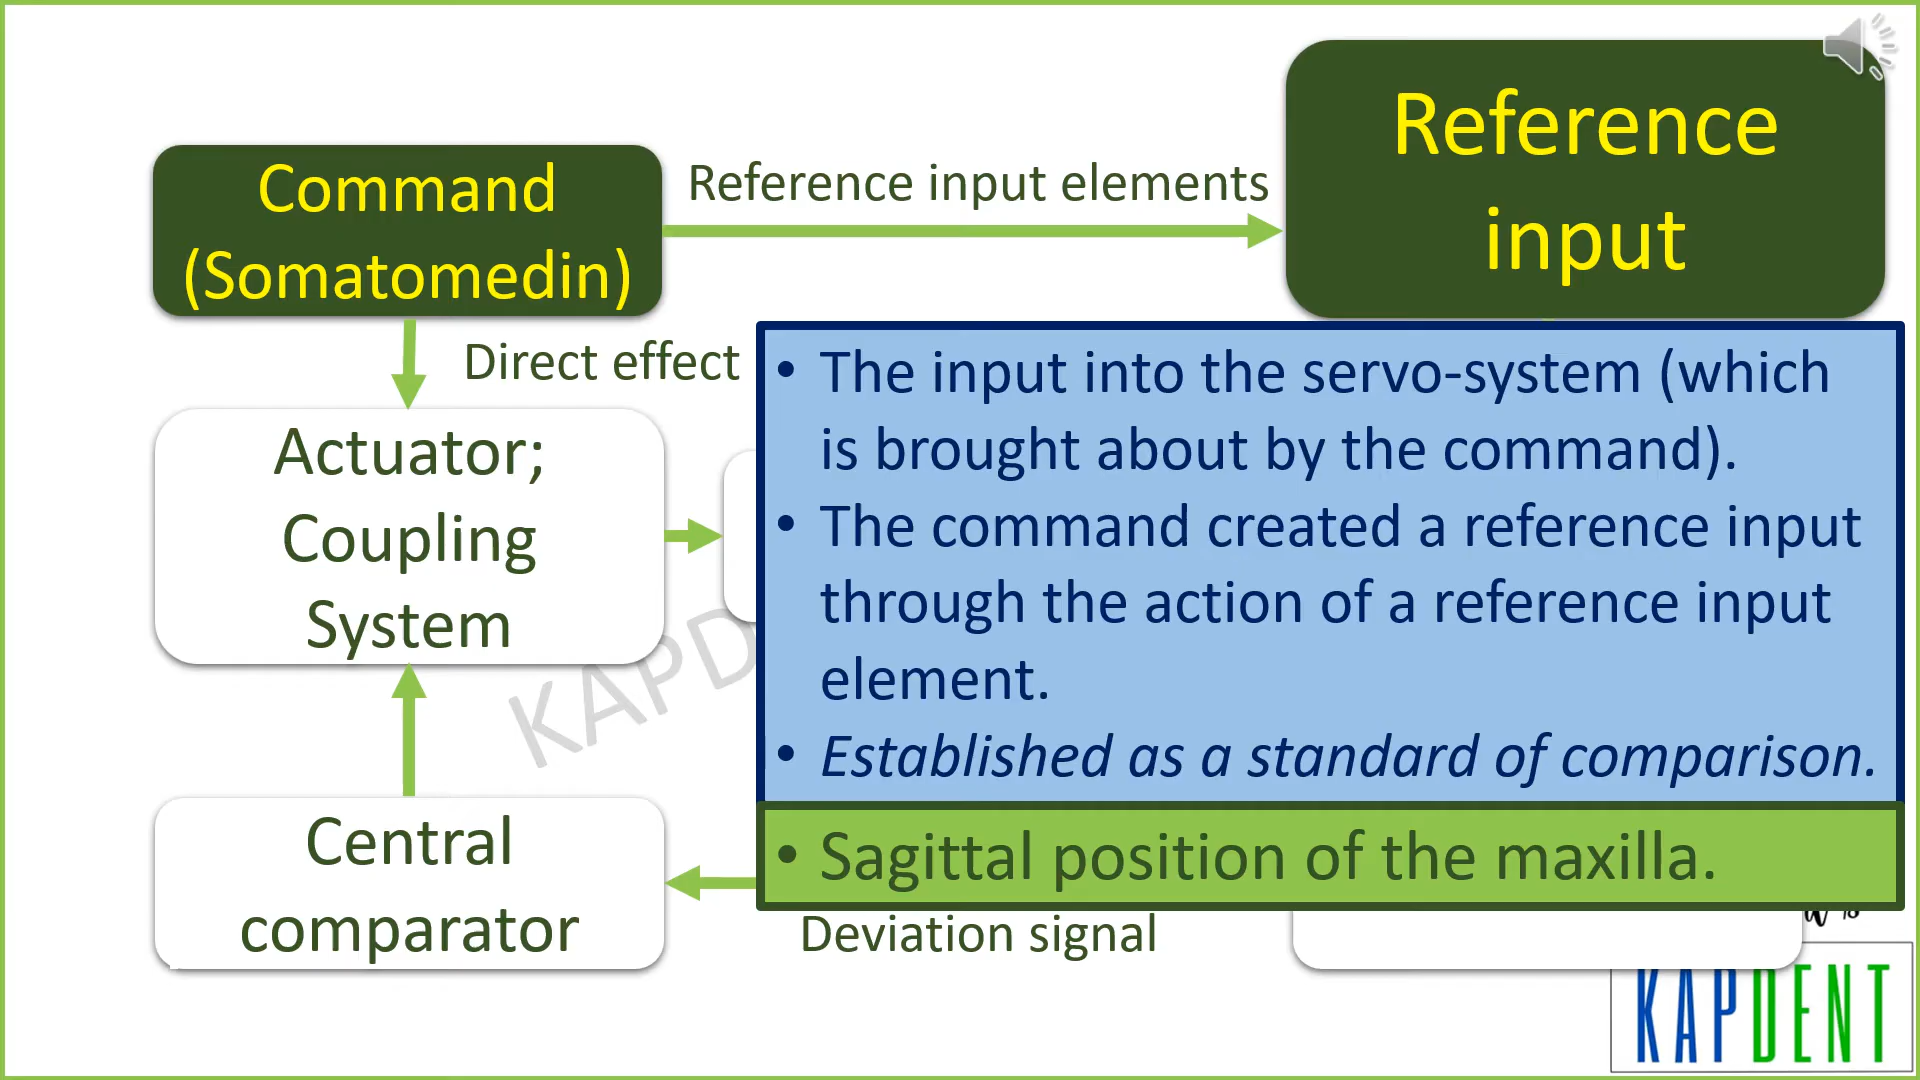 Reference
input
Command
(Somatomedin)
Reference input elements
Direct effect
Actuator;
Coupling
System
• The input into the servo-system (which
is brought about by the command).
• The command created a reference input
through the action of a reference input
element.
• Established as a standard of comparison.
• Sagittal position of the maxilla.
Central
comparator
Deviation signal
KAPD
KAPDENT